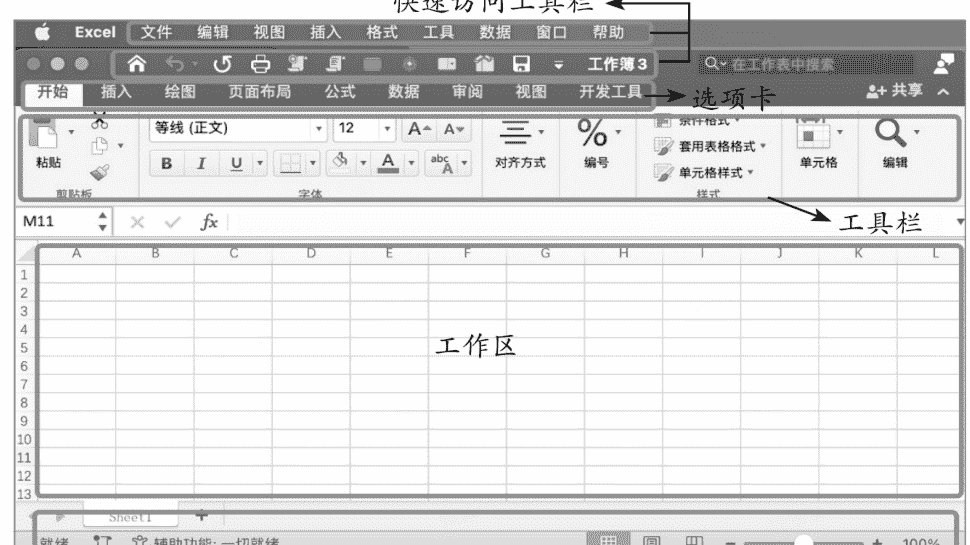 快速访问工具栏
Excel 文件 编辑 视图 插入 格式 工具 数据 窗口 帮助
工作簿 3 在工作表中搜索
开始 插入 绘图 页面布局 公式 数据 审阅 视图 开发工具 共享
选项卡
等线 (正文) 12 A A 条件格式
粘贴 B I U A abc A 对齐方式 % 编号 套用表格格式 单元格 编辑
单元格样式
剪贴板 字体 样式
工具栏
M11 fx
A B C D E F G H I J K L
1
2
3
4
工作区
5
6
7
8
9
10
11
12
13
Sheet1 +
就绪 辅助功能: 一切就绪 100%